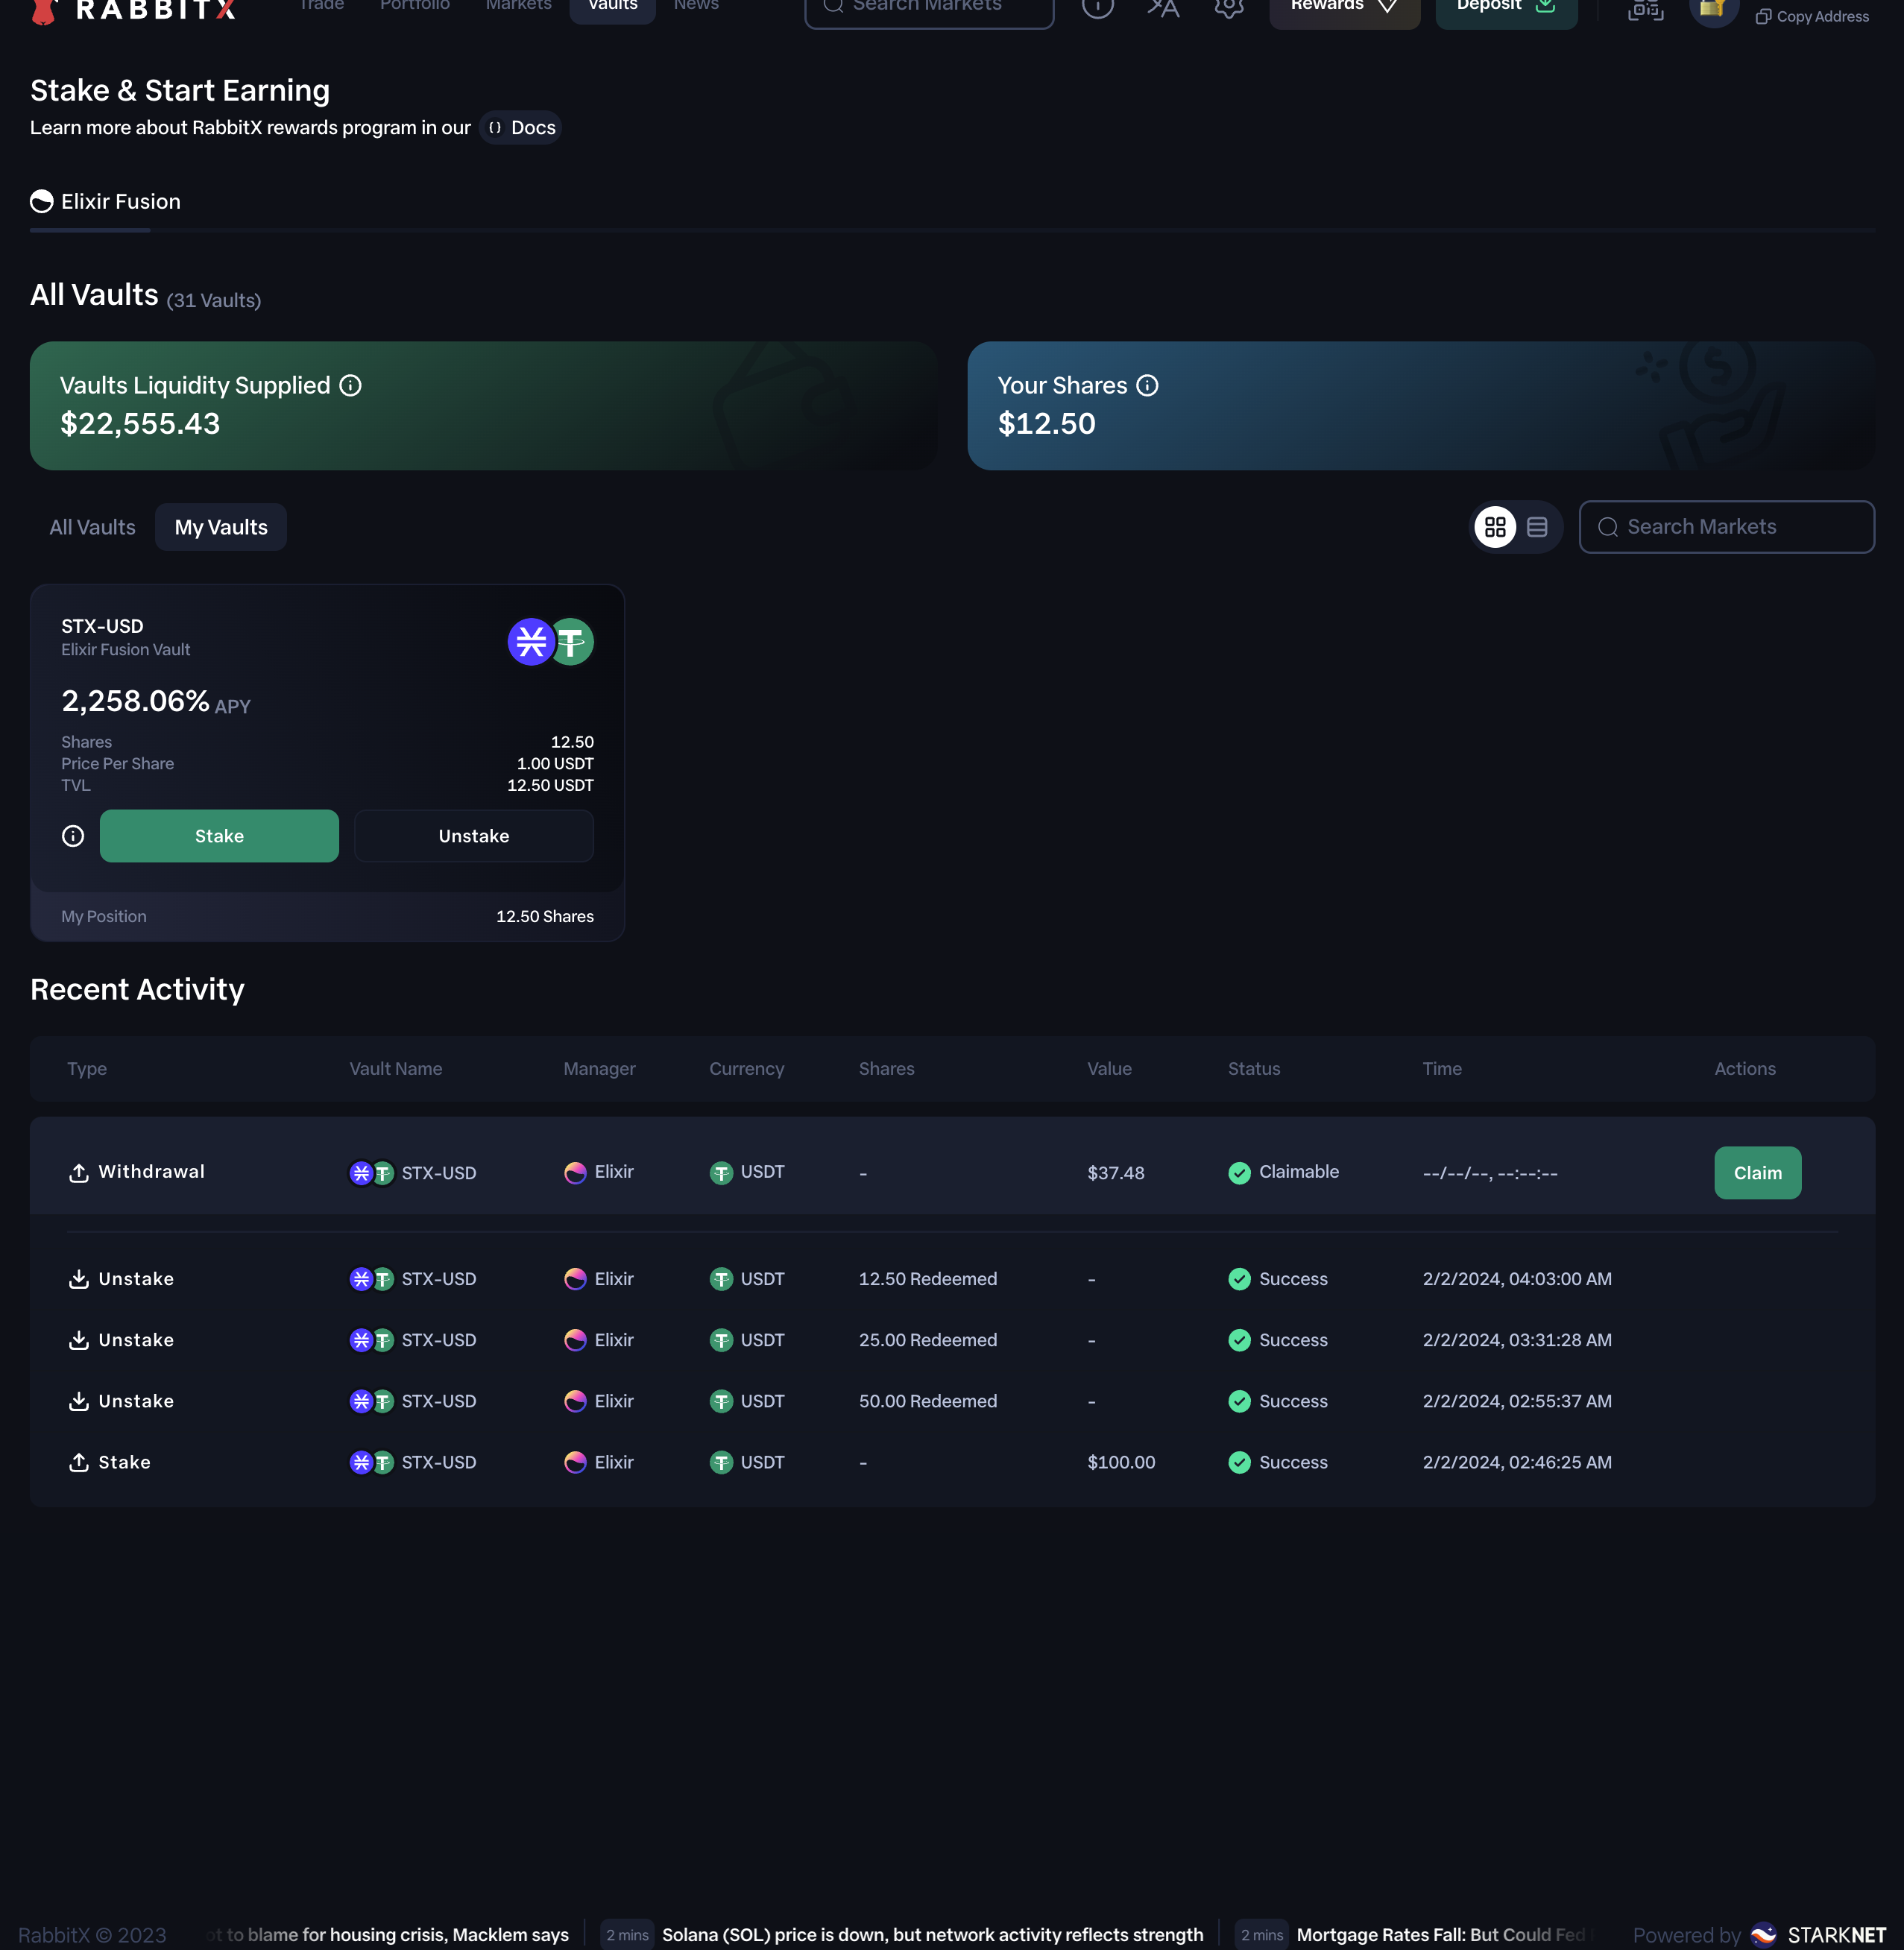 RABBITX Trade Portfolio Markets Vaults News Search Markets Rewards Deposit Copy Address
Stake & Start Earning
Learn more about RabbitX rewards program in our Docs
Elixir Fusion
All Vaults (31 Vaults)
Vaults Liquidity Supplied
$22,555.43
Your Shares
$12.50
All Vaults My Vaults Search Markets
STX-USD
Elixir Fusion Vault
2,258.06% APY
Shares 12.50
Price Per Share 1.00 USDT
TVL 12.50 USDT
Stake Unstake
My Position 12.50 Shares
Recent Activity
Type Vault Name Manager Currency Shares Value Status Time Actions
Withdrawal STX-USD Elixir USDT - $37.48 Claimable --/--/--, --:--:-- Claim
Unstake STX-USD Elixir USDT 12.50 Redeemed - Success 2/2/2024, 04:03:00 AM
Unstake STX-USD Elixir USDT 25.00 Redeemed - Success 2/2/2024, 03:31:28 AM
Unstake STX-USD Elixir USDT 50.00 Redeemed - Success 2/2/2024, 02:55:37 AM
Stake STX-USD Elixir USDT - $100.00 Success 2/2/2024, 02:46:25 AM
RabbitX © 2023 ot to blame for housing crisis, Macklem says 2 mins Solana (SOL) price is down, but network activity reflects strength 2 mins Mortgage Rates Fall: But Could Fed Powered by STARKNET